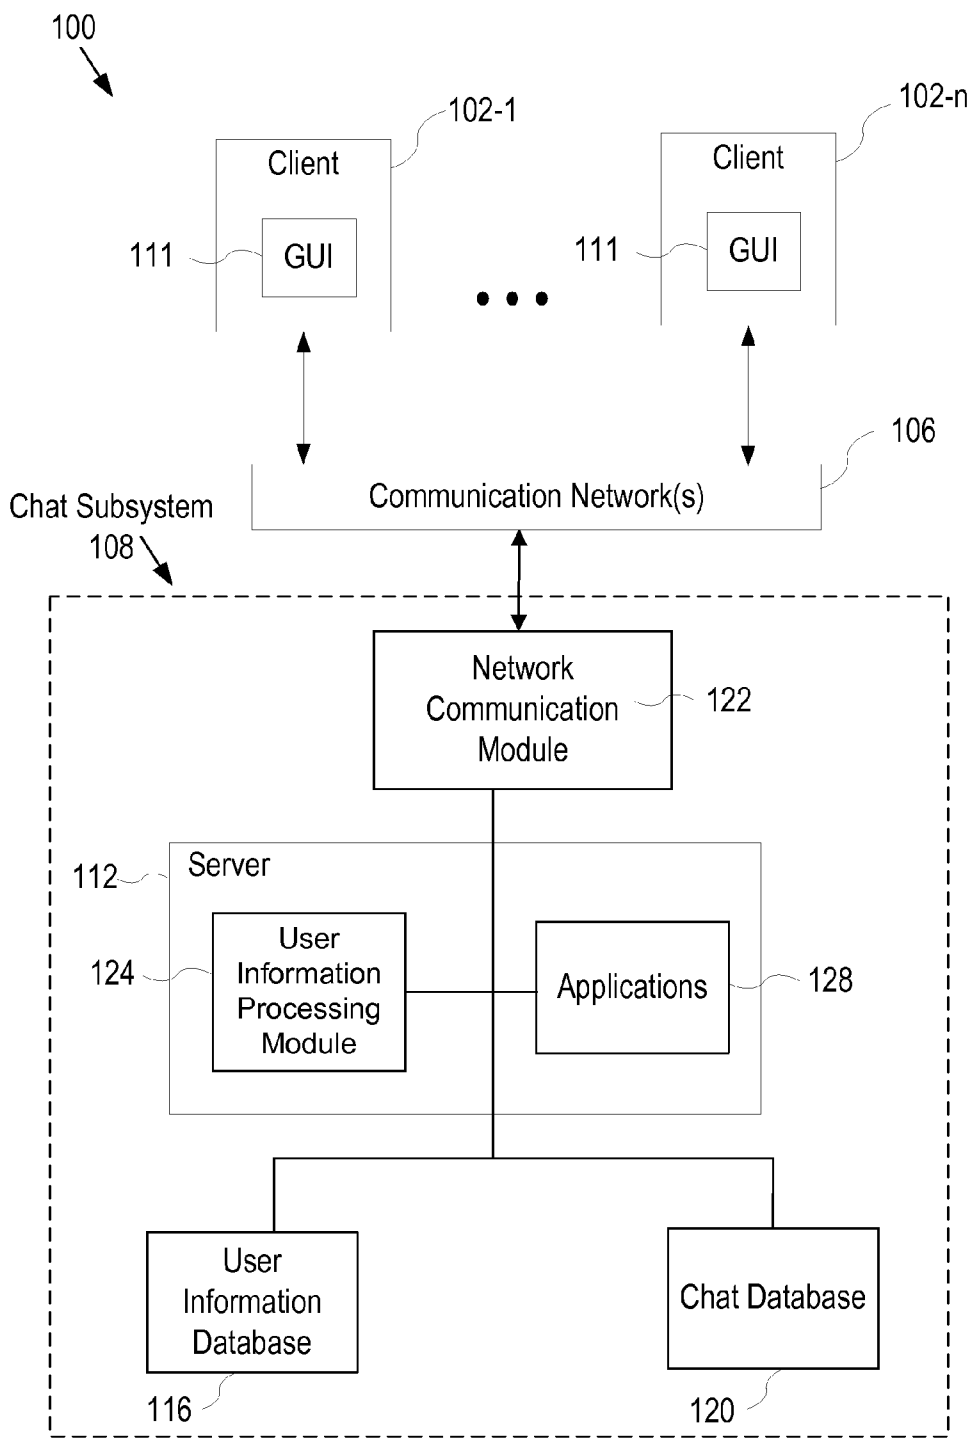 100
102-1
102-n
Client
Client
111
GUI
111
GUI
106
Communication Network(s)
Chat Subsystem
108
Network
Communication
Module
122
112
Server
User
Information
Processing
Module
124
Applications
128
User
Information
Database
Chat Database
116
120